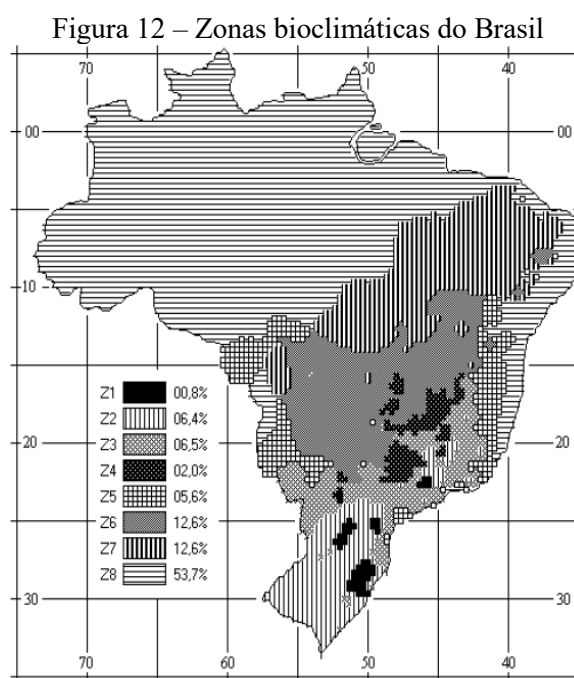 Figura 12 – Zonas bioclimáticas do Brasil
70 50 40
00 00
10 10
Z1 00,8%
Z2 06,4%
Z3 06,5%
Z4 02,0%
Z5 05,6%
Z6 12,6%
Z7 12,6%
Z8 53,7%
20 20
30 30
70 60 50 40